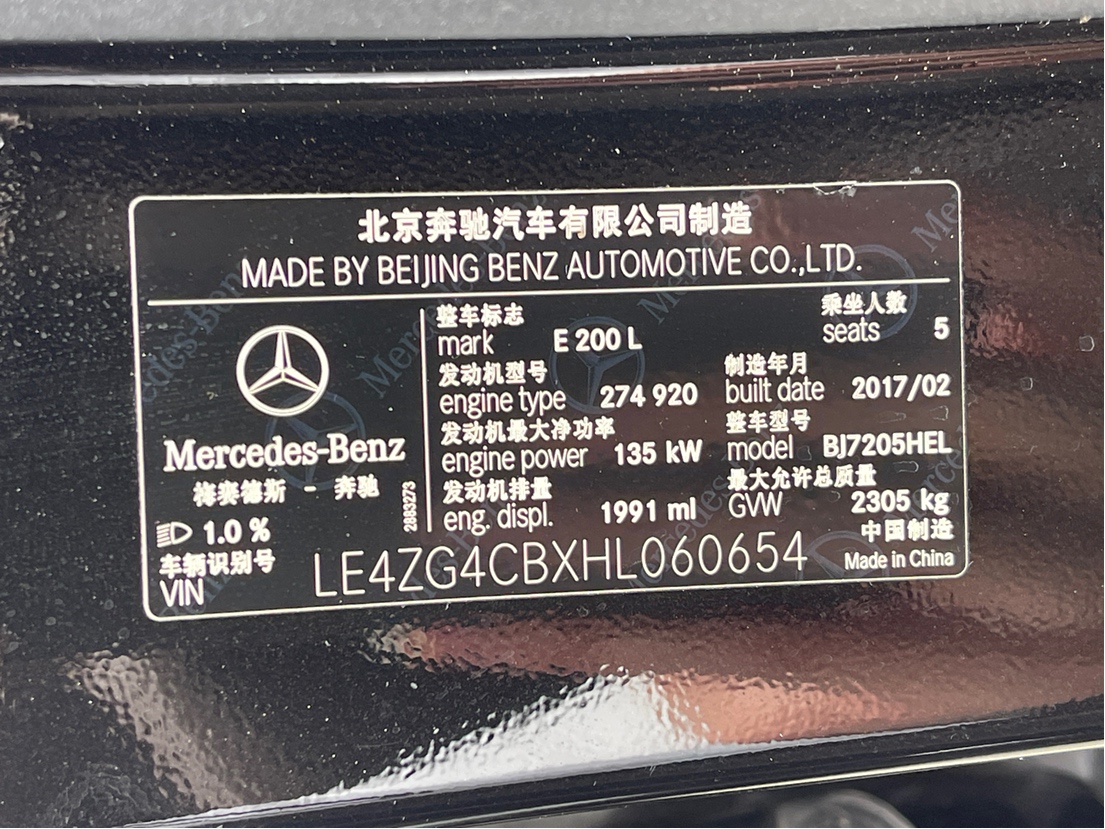 北京奔驰汽车有限公司制造
MADE BY BEIJING BENZ AUTOMOTIVE CO.,LTD.
Mercedes-Benz
梅赛德斯 - 奔驰
1.0 %
2883273
整车标志
mark E 200 L
乘坐人数
seats 5
发动机型号
engine type 274 920
制造年月
built date 2017/02
发动机最大净功率
engine power 135 kW
整车型号
model BJ7205HEL
发动机排量
eng. displ. 1991 ml
最大允许总质量
GVW 2305 kg
中国制造
Made in China
车辆识别号
VIN LE4ZG4CBXHL060654